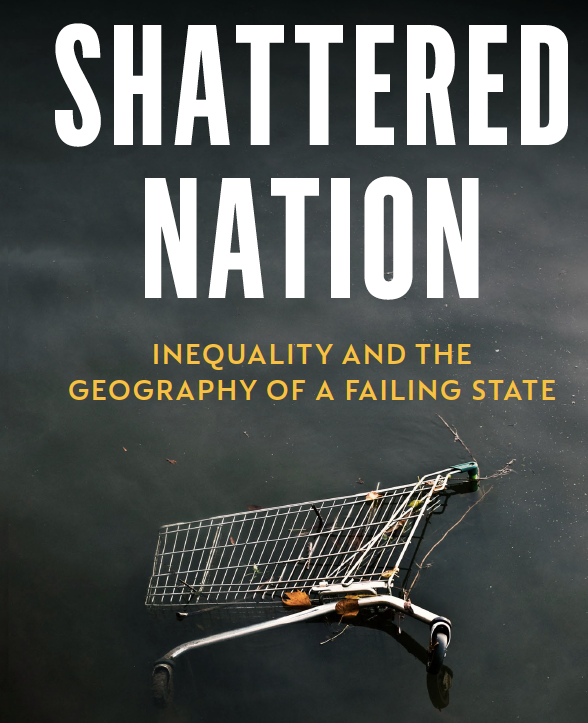 SHATTERED
NATION
INEQUALITY AND THE
GEOGRAPHY OF A FAILING STATE